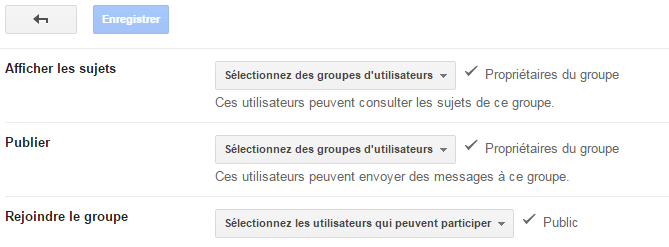 Enregistrer
Afficher les sujets
Sélectionnez des groupes d'utilisateurs Propriétaires du groupe
Ces utilisateurs peuvent consulter les sujets de ce groupe.
Publier
Sélectionnez des groupes d'utilisateurs Propriétaires du groupe
Ces utilisateurs peuvent envoyer des messages à ce groupe.
Rejoindre le groupe
Sélectionnez les utilisateurs qui peuvent participer Public